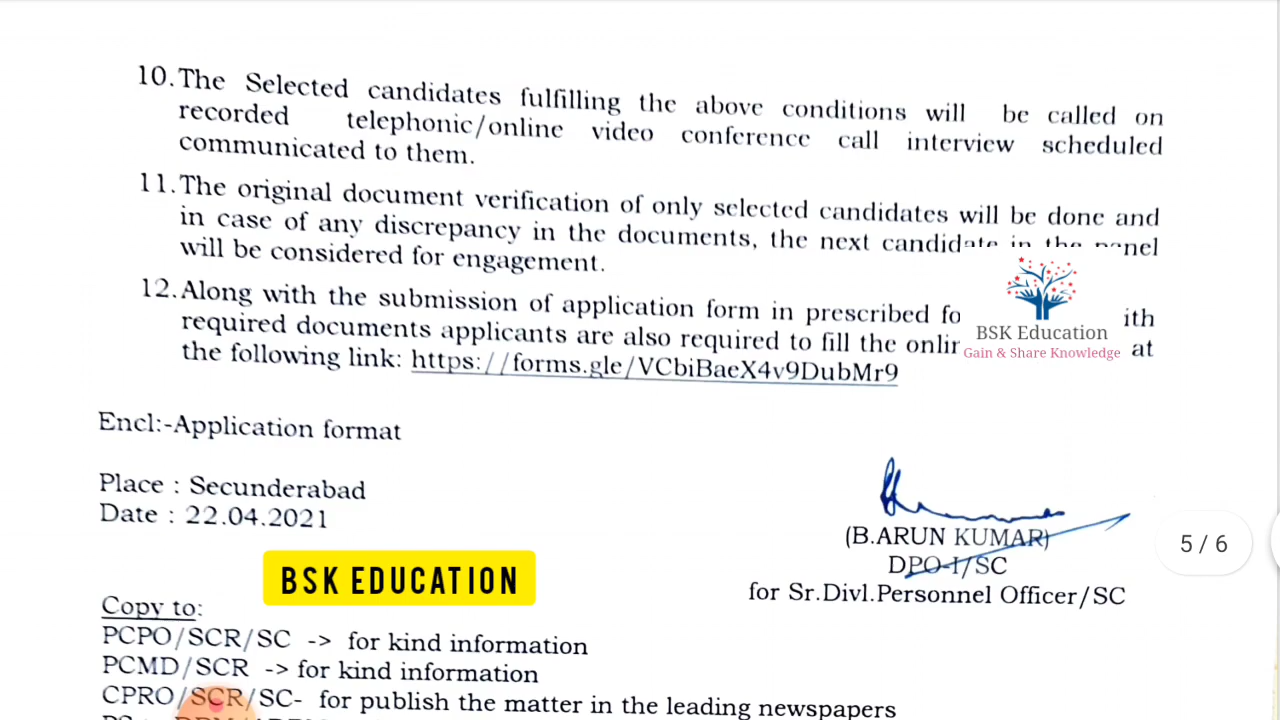 10. The Selected candidates fulfilling the above conditions will be called on
recorded telephonic/online video conference call interview scheduled
communicated to them.
11. The original document verification of only selected candidates will be done and
in case of any discrepancy in the documents, the next candidate in the panel
will be considered for engagement.
12. Along with the submission of application form in prescribed fo ith
required documents applicants are also required to fill the onlin at
the following link: https://forms.gle/VCbiBaeX4v9DubMr9
BSK Education
Gain & Share Knowledge
Encl:-Application format
Place : Secunderabad
Date : 22.04.2021
(B.ARUN KUMAR)
DPO-I/SC
for Sr.Divl.Personnel Officer/SC
5 / 6
BSK EDUCATION
Copy to:
PCPO/SCR/SC -> for kind information
PCMD/SCR -> for kind information
CPRO/SCR/SC- for publish the matter in the leading newspapers